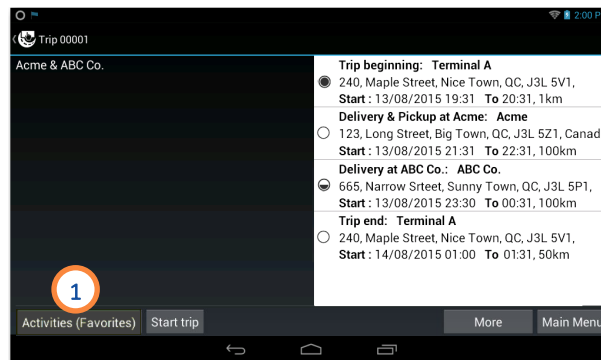 2:00 P
Trip 00001
Acme & ABC Co.
Trip beginning: Terminal A
240, Maple Street, Nice Town, QC, J3L 5V1,
Start : 13/08/2015 19:31 To 20:31, 1km
Delivery & Pickup at Acme: Acme
123, Long Street, Big Town, QC, J3L 5Z1, Canad
Start : 13/08/2015 21:31 To 22:31, 100km
Delivery at ABC Co.: ABC Co.
665, Narrow Srteet, Sunny Town, QC, J3L 5P1,
Start : 13/08/2015 23:30 To 00:31, 100km
Trip end: Terminal A
240, Maple Street, Nice Town, QC, J3L 5V1,
Start : 14/08/2015 01:00 To 01:31, 50km
1
Activities (Favorites) Start trip More Main Menu